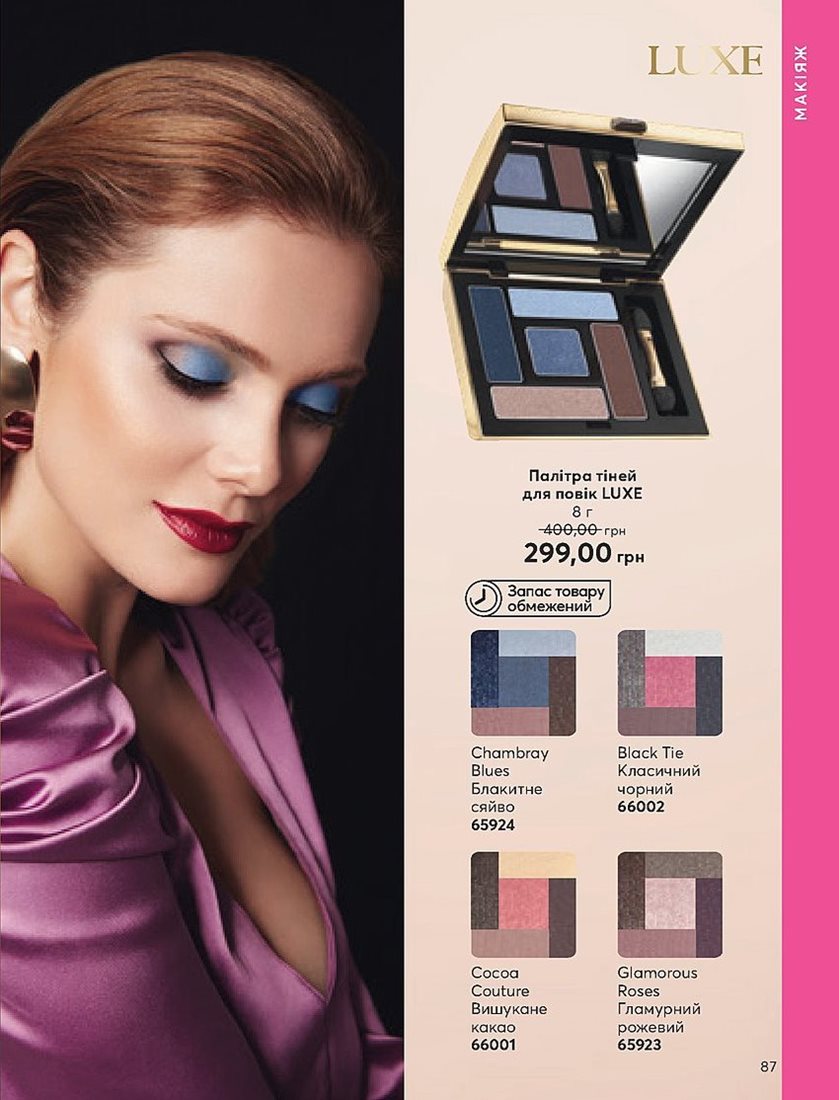 LUXE
МАКІЯЖ
Палітра тіней
для повік LUXE
8 г
400,00 грн
299,00 грн
Запас товару
обмежений
Chambray
Blues
Блакитне
сяйво
65924
Black Tie
Класичний
чорний
66002
Cocoa
Couture
Вишукане
какао
66001
Glamorous
Roses
Гламурний
рожевий
65923
87